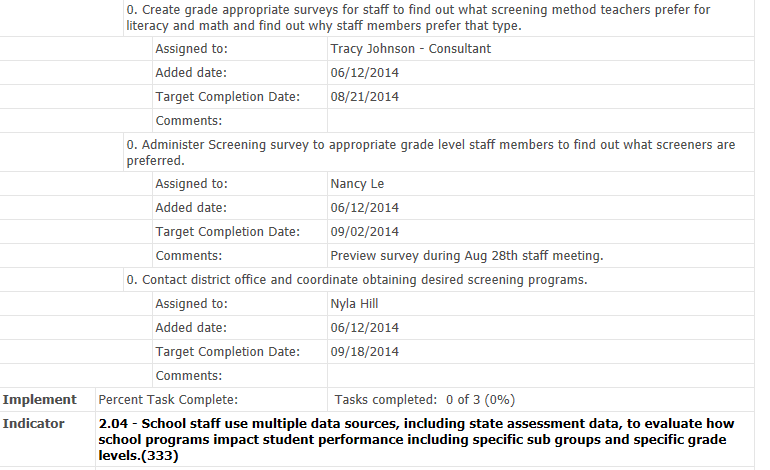 0. Create grade appropriate surveys for staff to find out what screening method teachers prefer for
literacy and math and find out why staff members prefer that type.
Assigned to: Tracy Johnson - Consultant
Added date: 06/12/2014
Target Completion Date: 08/21/2014
Comments:
0. Administer Screening survey to appropriate grade level staff members to find out what screeners are
preferred.
Assigned to: Nancy Le
Added date: 06/12/2014
Target Completion Date: 09/02/2014
Comments: Preview survey during Aug 28th staff meeting.
0. Contact district office and coordinate obtaining desired screening programs.
Assigned to: Nyla Hill
Added date: 06/12/2014
Target Completion Date: 09/18/2014
Comments:
Implement Percent Task Complete: Tasks completed: 0 of 3 (0%)
Indicator 2.04 - School staff use multiple data sources, including state assessment data, to evaluate how
school programs impact student performance including specific sub groups and specific grade
levels.(333)